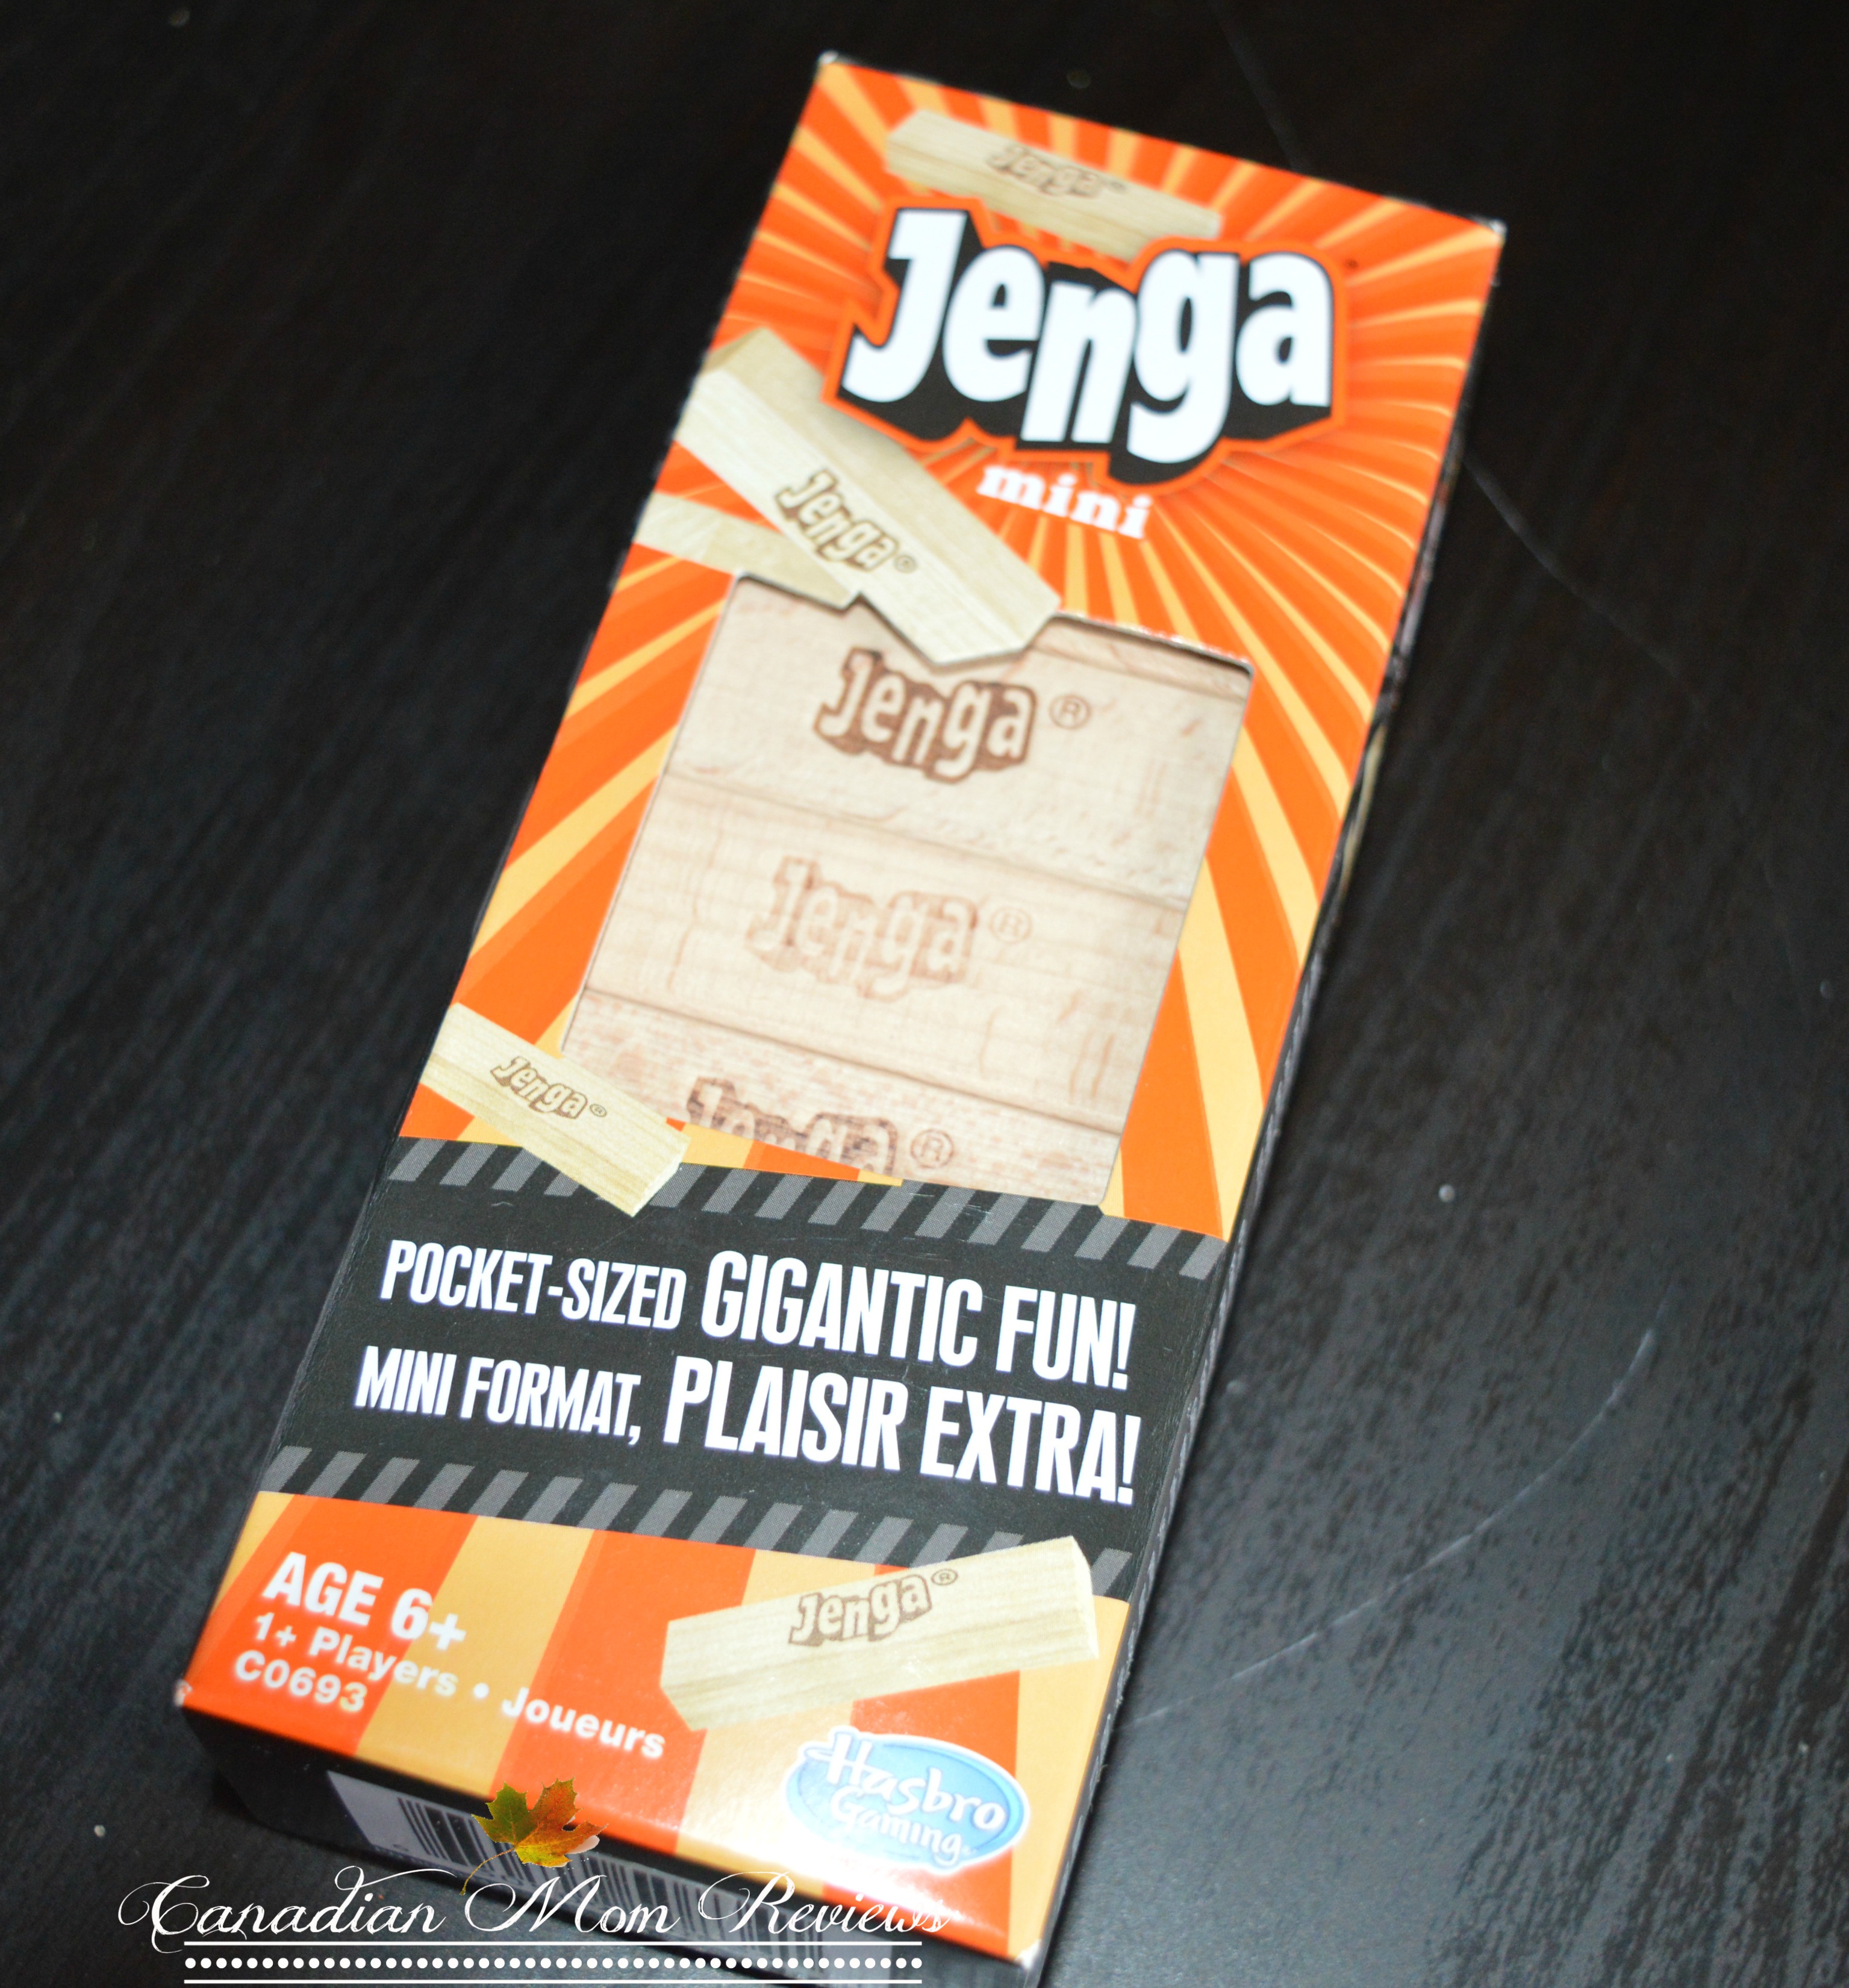 Jenga®
Jenga
mini
Jenga®
Jenga®
Jenga®
Jenga®
Jenga®
POCKET-SIZED GIGANTIC FUN!
MINI FORMAT, PLAISIR EXTRA!
AGE 6+
1+ Players • Joueurs
C0693
Jenga®
Hasbro
Gaming
Canadian Mom Reviews